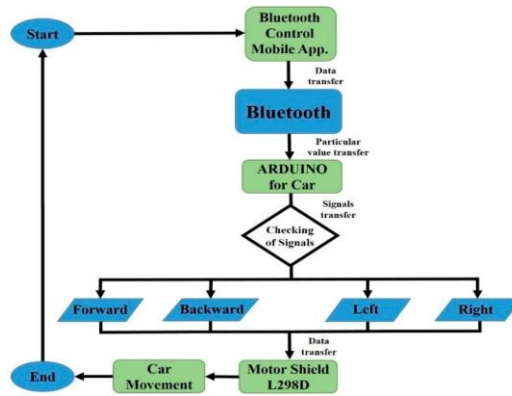 Start
Bluetooth
Control
Mobile App.
Data
transfer
Bluetooth
Particular
value transfer
ARDUINO
for Car
Signals
transfer
Checking
of Signals
Forward
Backward
Left
Right
Data
transfer
End
Car
Movement
Motor Shield
L298D